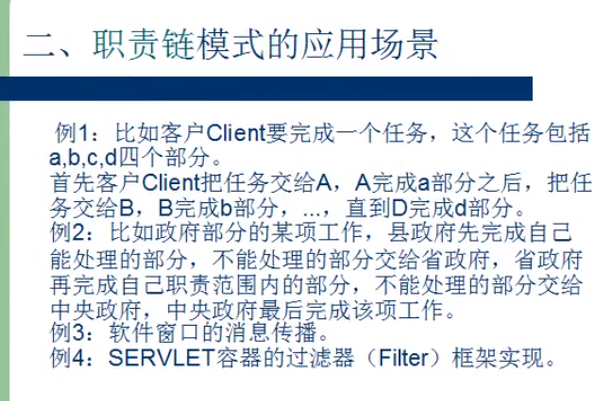 二、职责链模式的应用场景
例1：比如客户Client要完成一个任务，这个任务包括
a,b,c,d四个部分。
首先客户Client把任务交给A，A完成a部分之后，把任
务交给B，B完成b部分，...，直到D完成d部分。
例2：比如政府部分的某项工作，县政府先完成自己
能处理的部分，不能处理的部分交给省政府，省政府
再完成自己职责范围内的部分，不能处理的部分交给
中央政府，中央政府最后完成该项工作。
例3：软件窗口的消息传播。
例4：SERVLET容器的过滤器（Filter）框架实现。